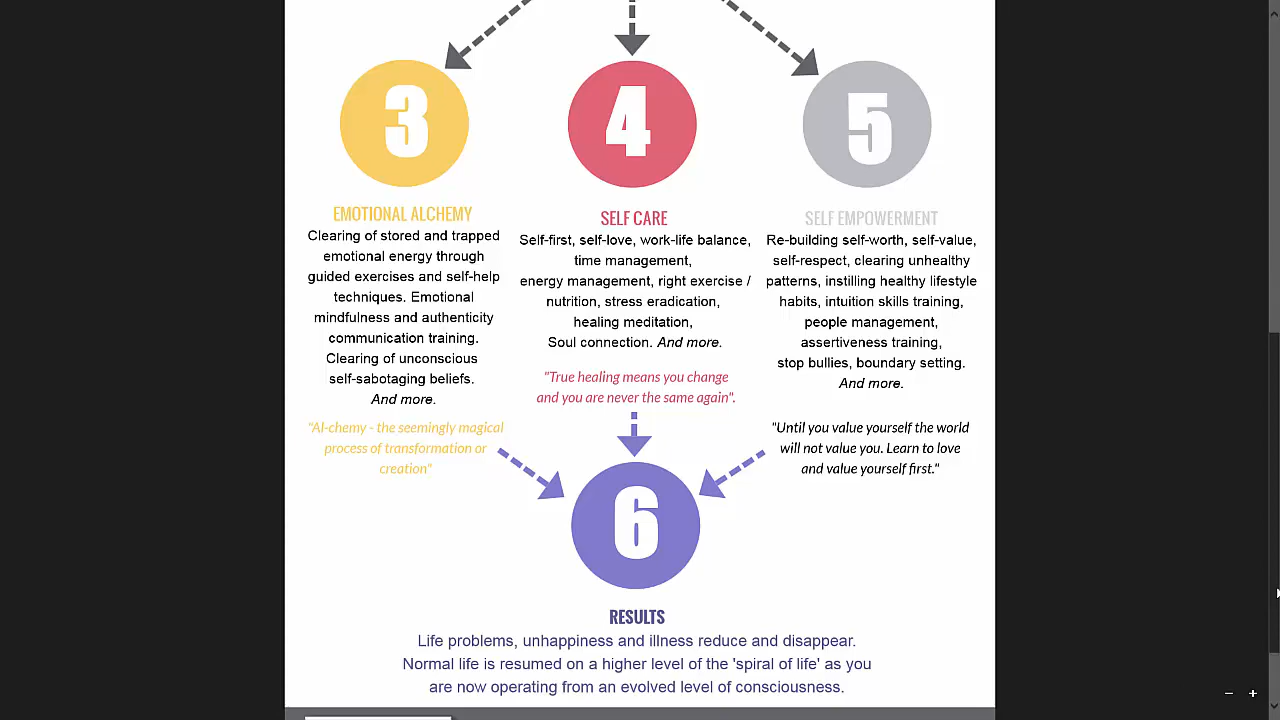 3
EMOTIONAL ALCHEMY
Clearing of stored and trapped
emotional energy through
guided exercises and self-help
techniques. Emotional
mindfulness and authenticity
communication training.
Clearing of unconscious
self-sabotaging beliefs.
And more.
"Al-chemy - the seemingly magical
process of transformation or
creation"
4
SELF CARE
Self-first, self-love, work-life balance,
time management,
energy management, right exercise /
nutrition, stress eradication,
healing meditation,
Soul connection. And more.
"True healing means you change
and you are never the same again".
5
SELF EMPOWERMENT
Re-building self-worth, self-value,
self-respect, clearing unhealthy
patterns, instilling healthy lifestyle
habits, intuition skills training,
people management,
assertiveness training,
stop bullies, boundary setting.
And more.
"Until you value yourself the world
will not value you. Learn to love
and value yourself first."
6
RESULTS
Life problems, unhappiness and illness reduce and disappear.
Normal life is resumed on a higher level of the 'spiral of life' as you
are now operating from an evolved level of consciousness.